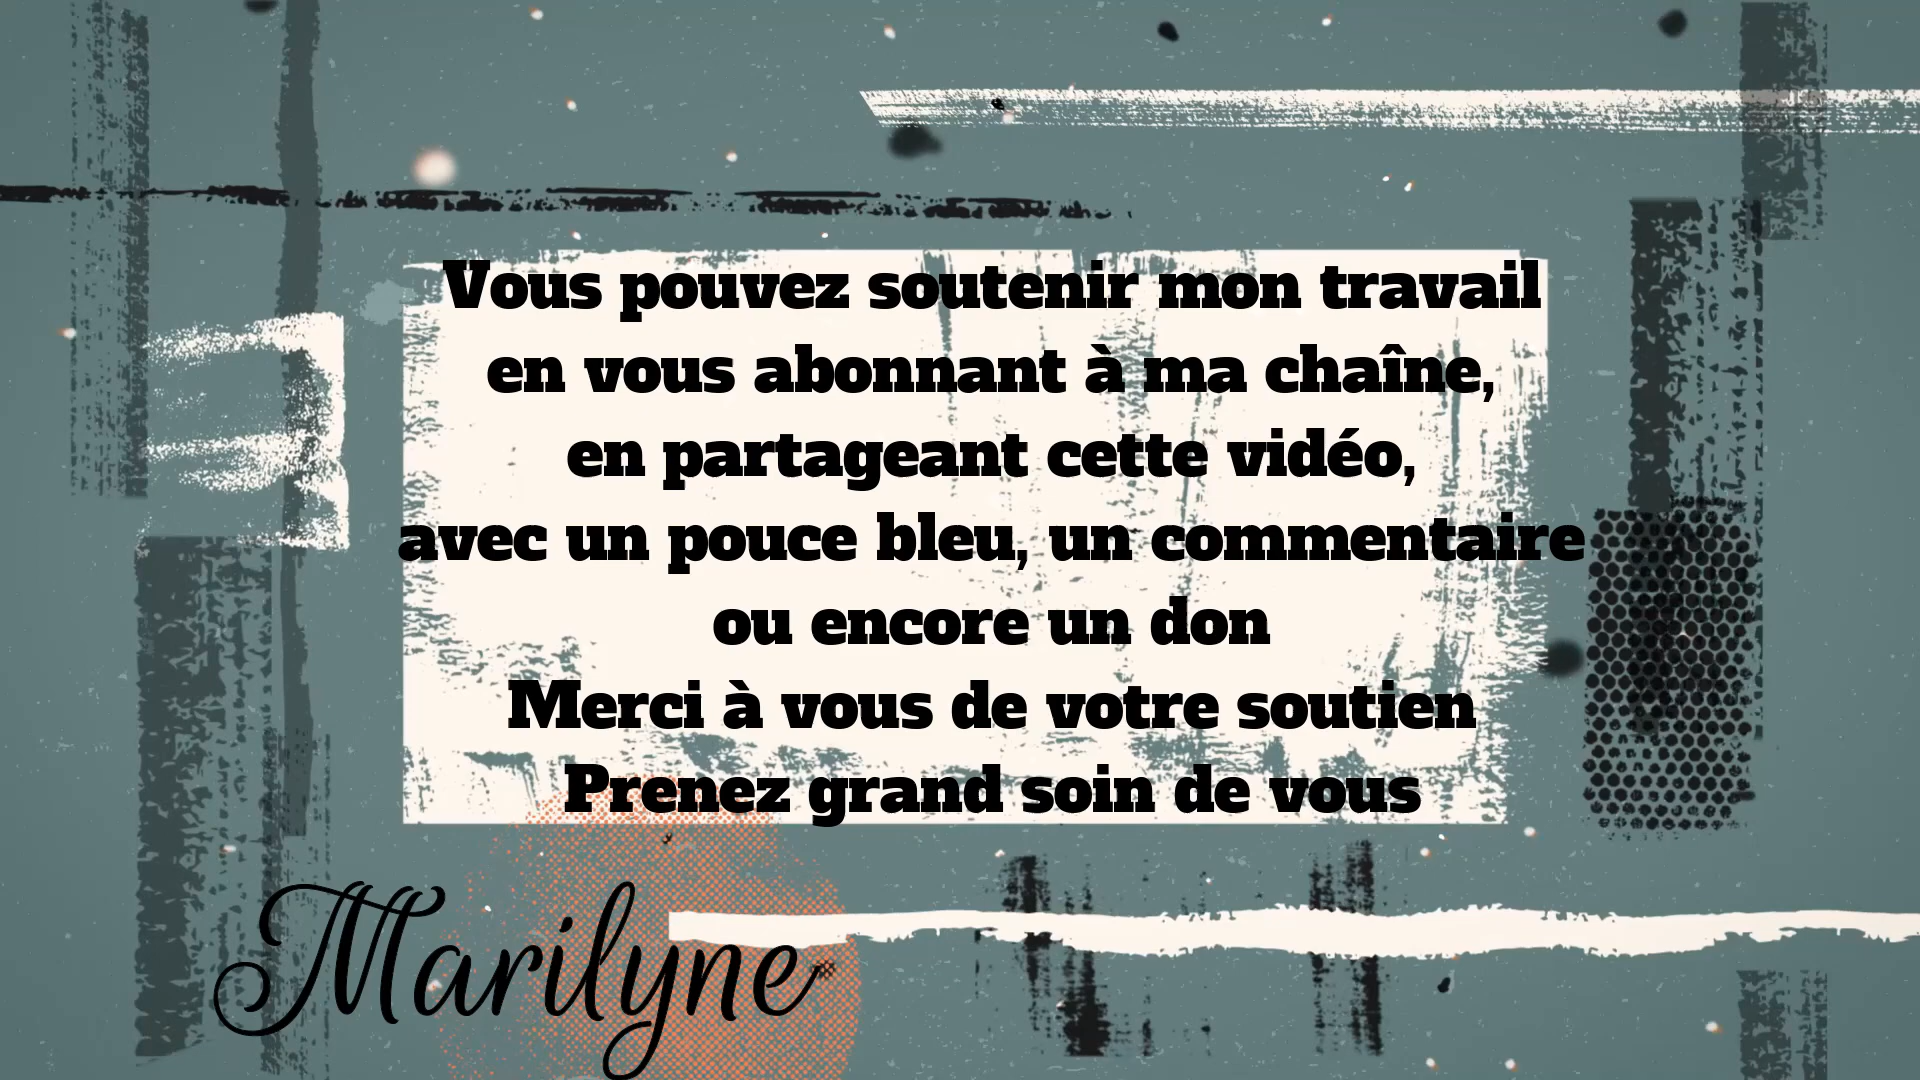 Vous pouvez soutenir mon travail
en vous abonnant à ma chaîne,
en partageant cette vidéo,
avec un pouce bleu, un commentaire
ou encore un don
Merci à vous de votre soutien
Prenez grand soin de vous
Marilyne